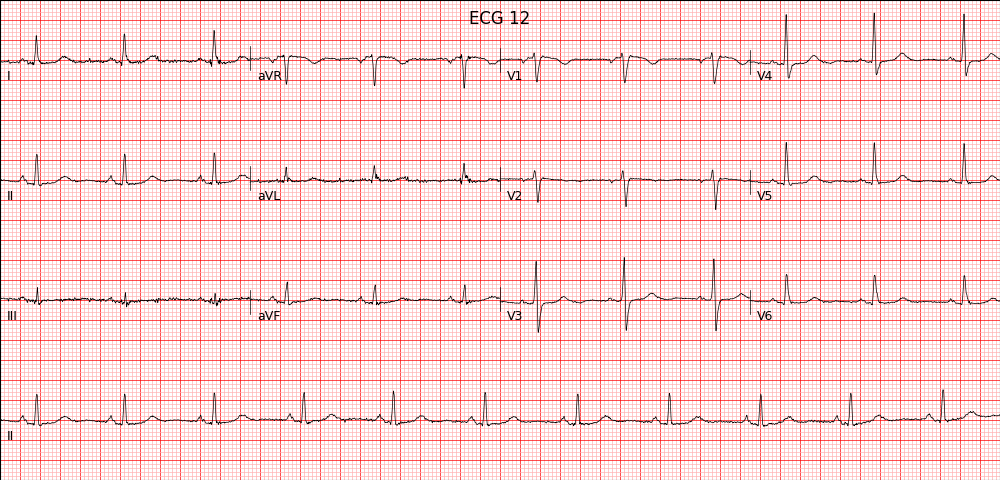 ECG 12
I aVR V1 V4
II aVL V2 V5
III aVF V3 V6
II